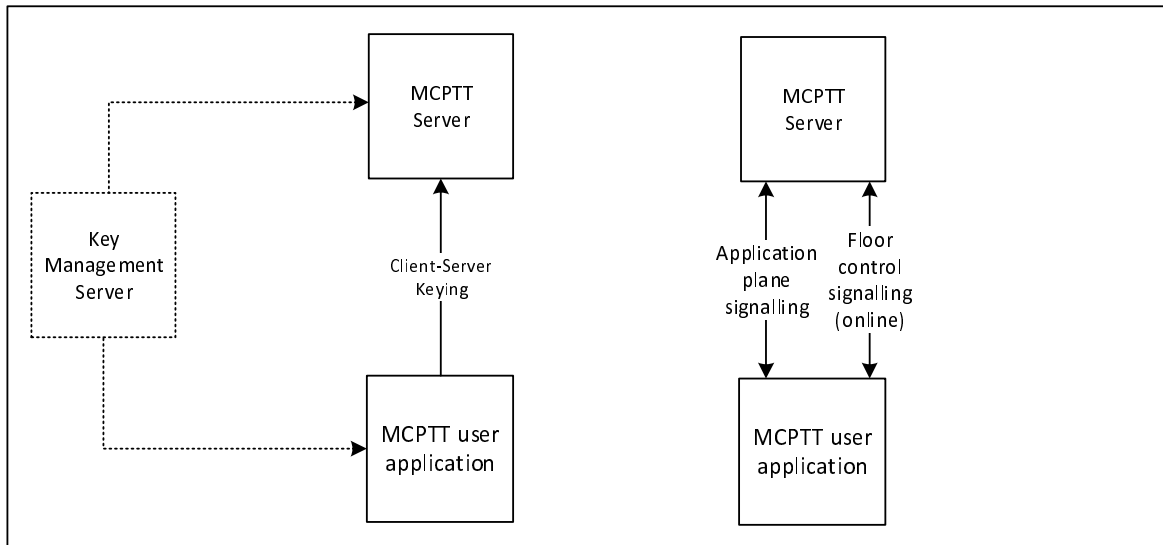 MCPTT
Server
Key
Management
Server
Client-Server
Keying
MCPTT user
application
MCPTT
Server
Application
plane
signalling
Floor
control
signalling
(online)
MCPTT user
application